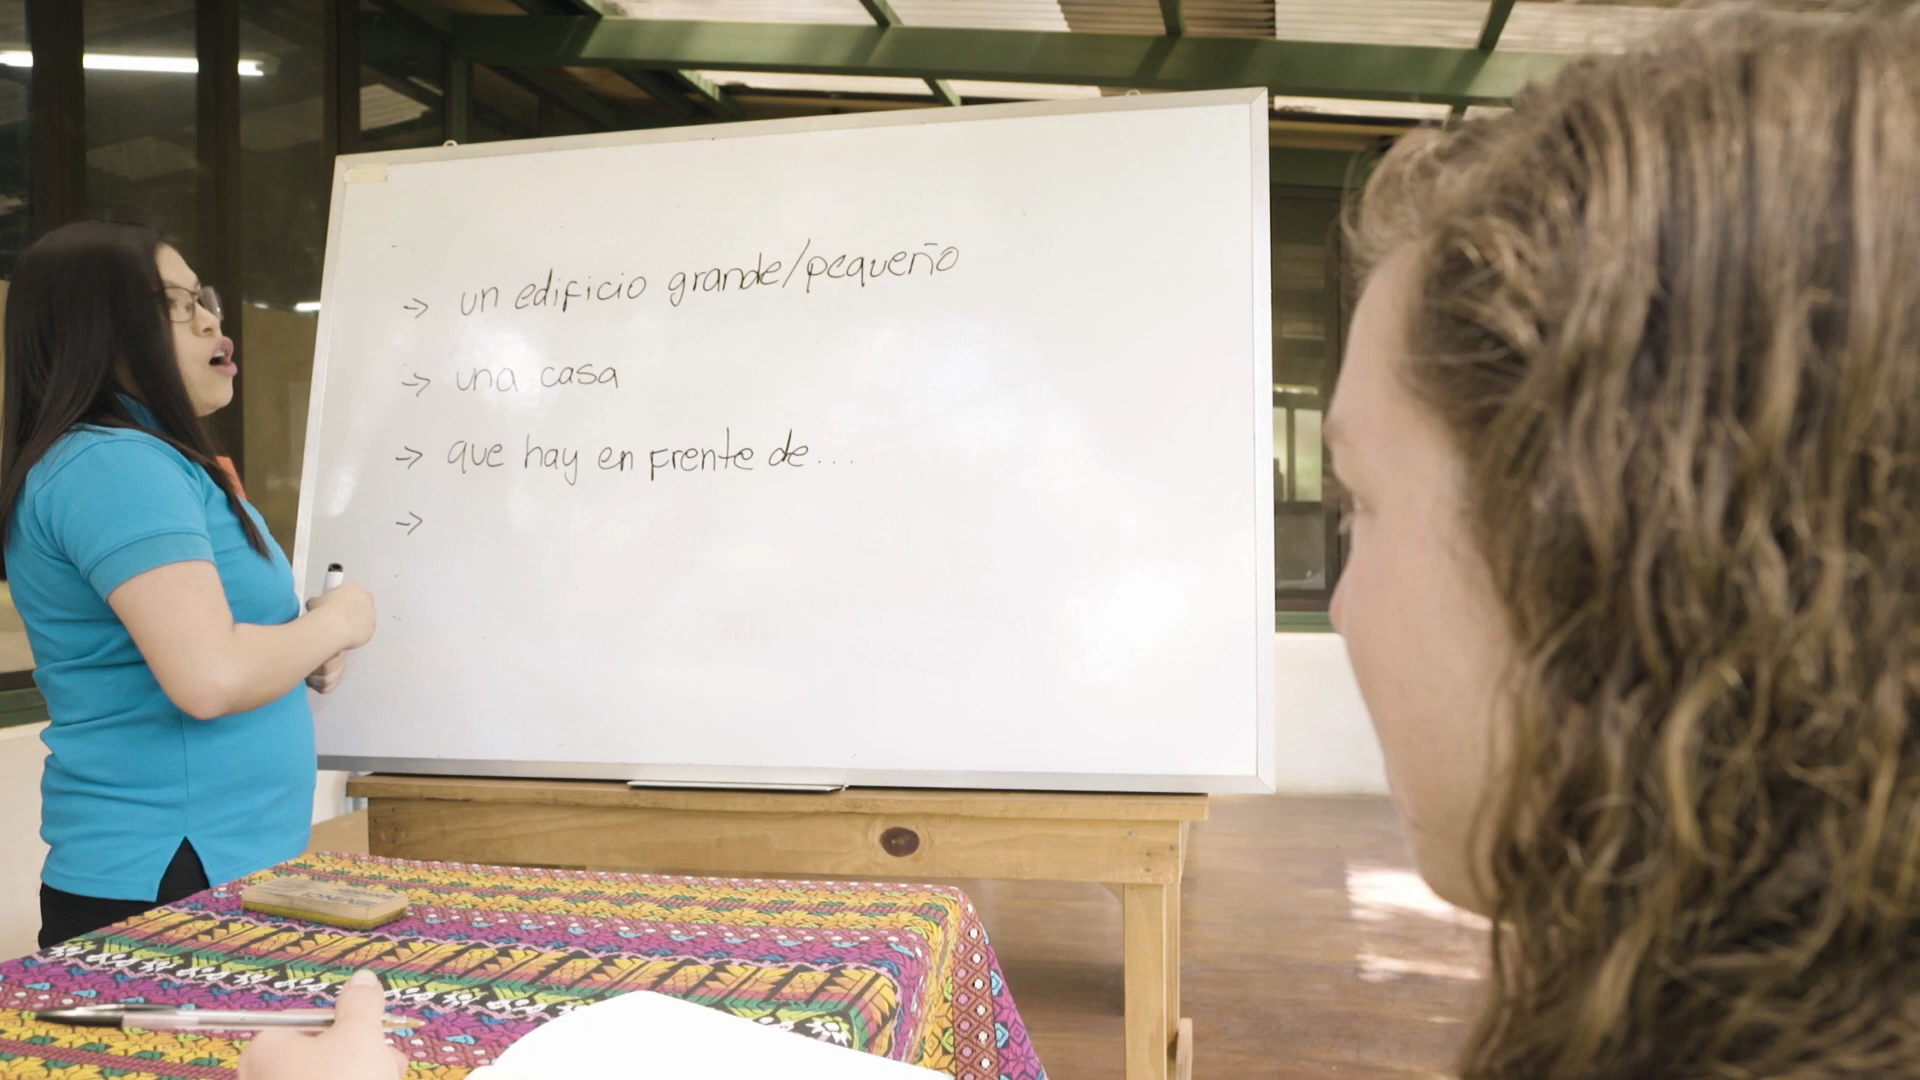 -> un edificio grande/pequeño
-> una casa
-> que hay en frente de...
->